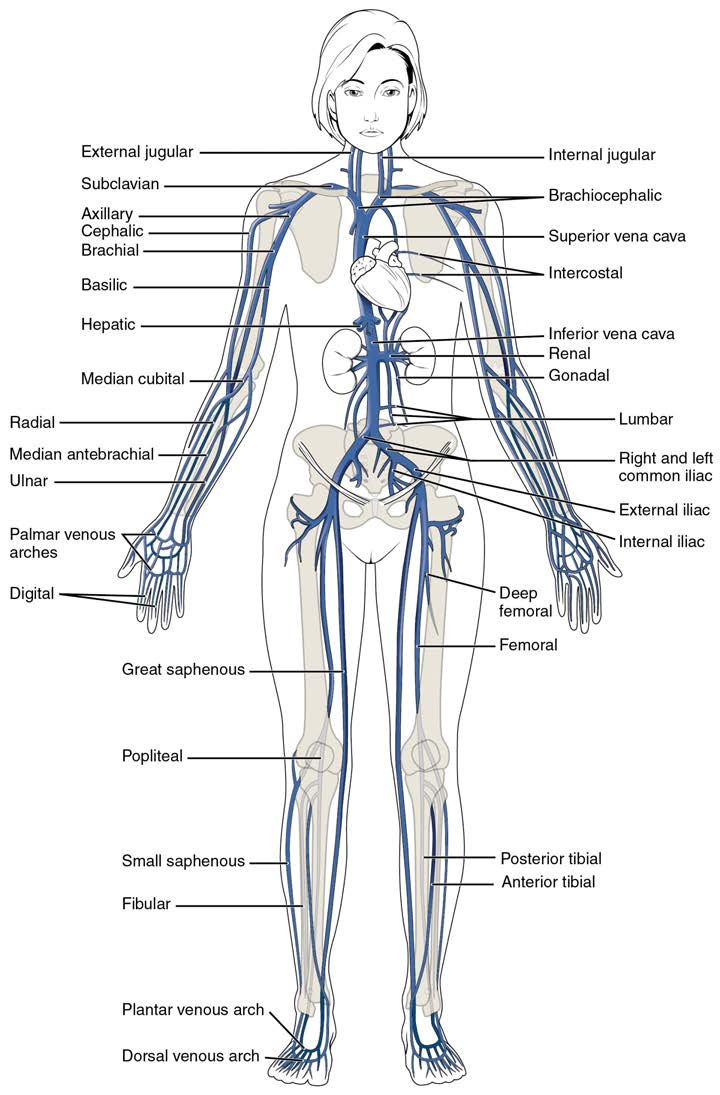 External jugular
Subclavian
Axillary
Cephalic
Brachial
Basilic
Hepatic
Median cubital
Radial
Median antebrachial
Ulnar
Palmar venous
arches
Digital
Great saphenous
Popliteal
Small saphenous
Fibular
Plantar venous arch
Dorsal venous arch
Internal jugular
Brachiocephalic
Superior vena cava
Intercostal
Inferior vena cava
Renal
Gonadal
Lumbar
Right and left
common iliac
External iliac
Internal iliac
Deep
femoral
Femoral
Posterior tibial
Anterior tibial